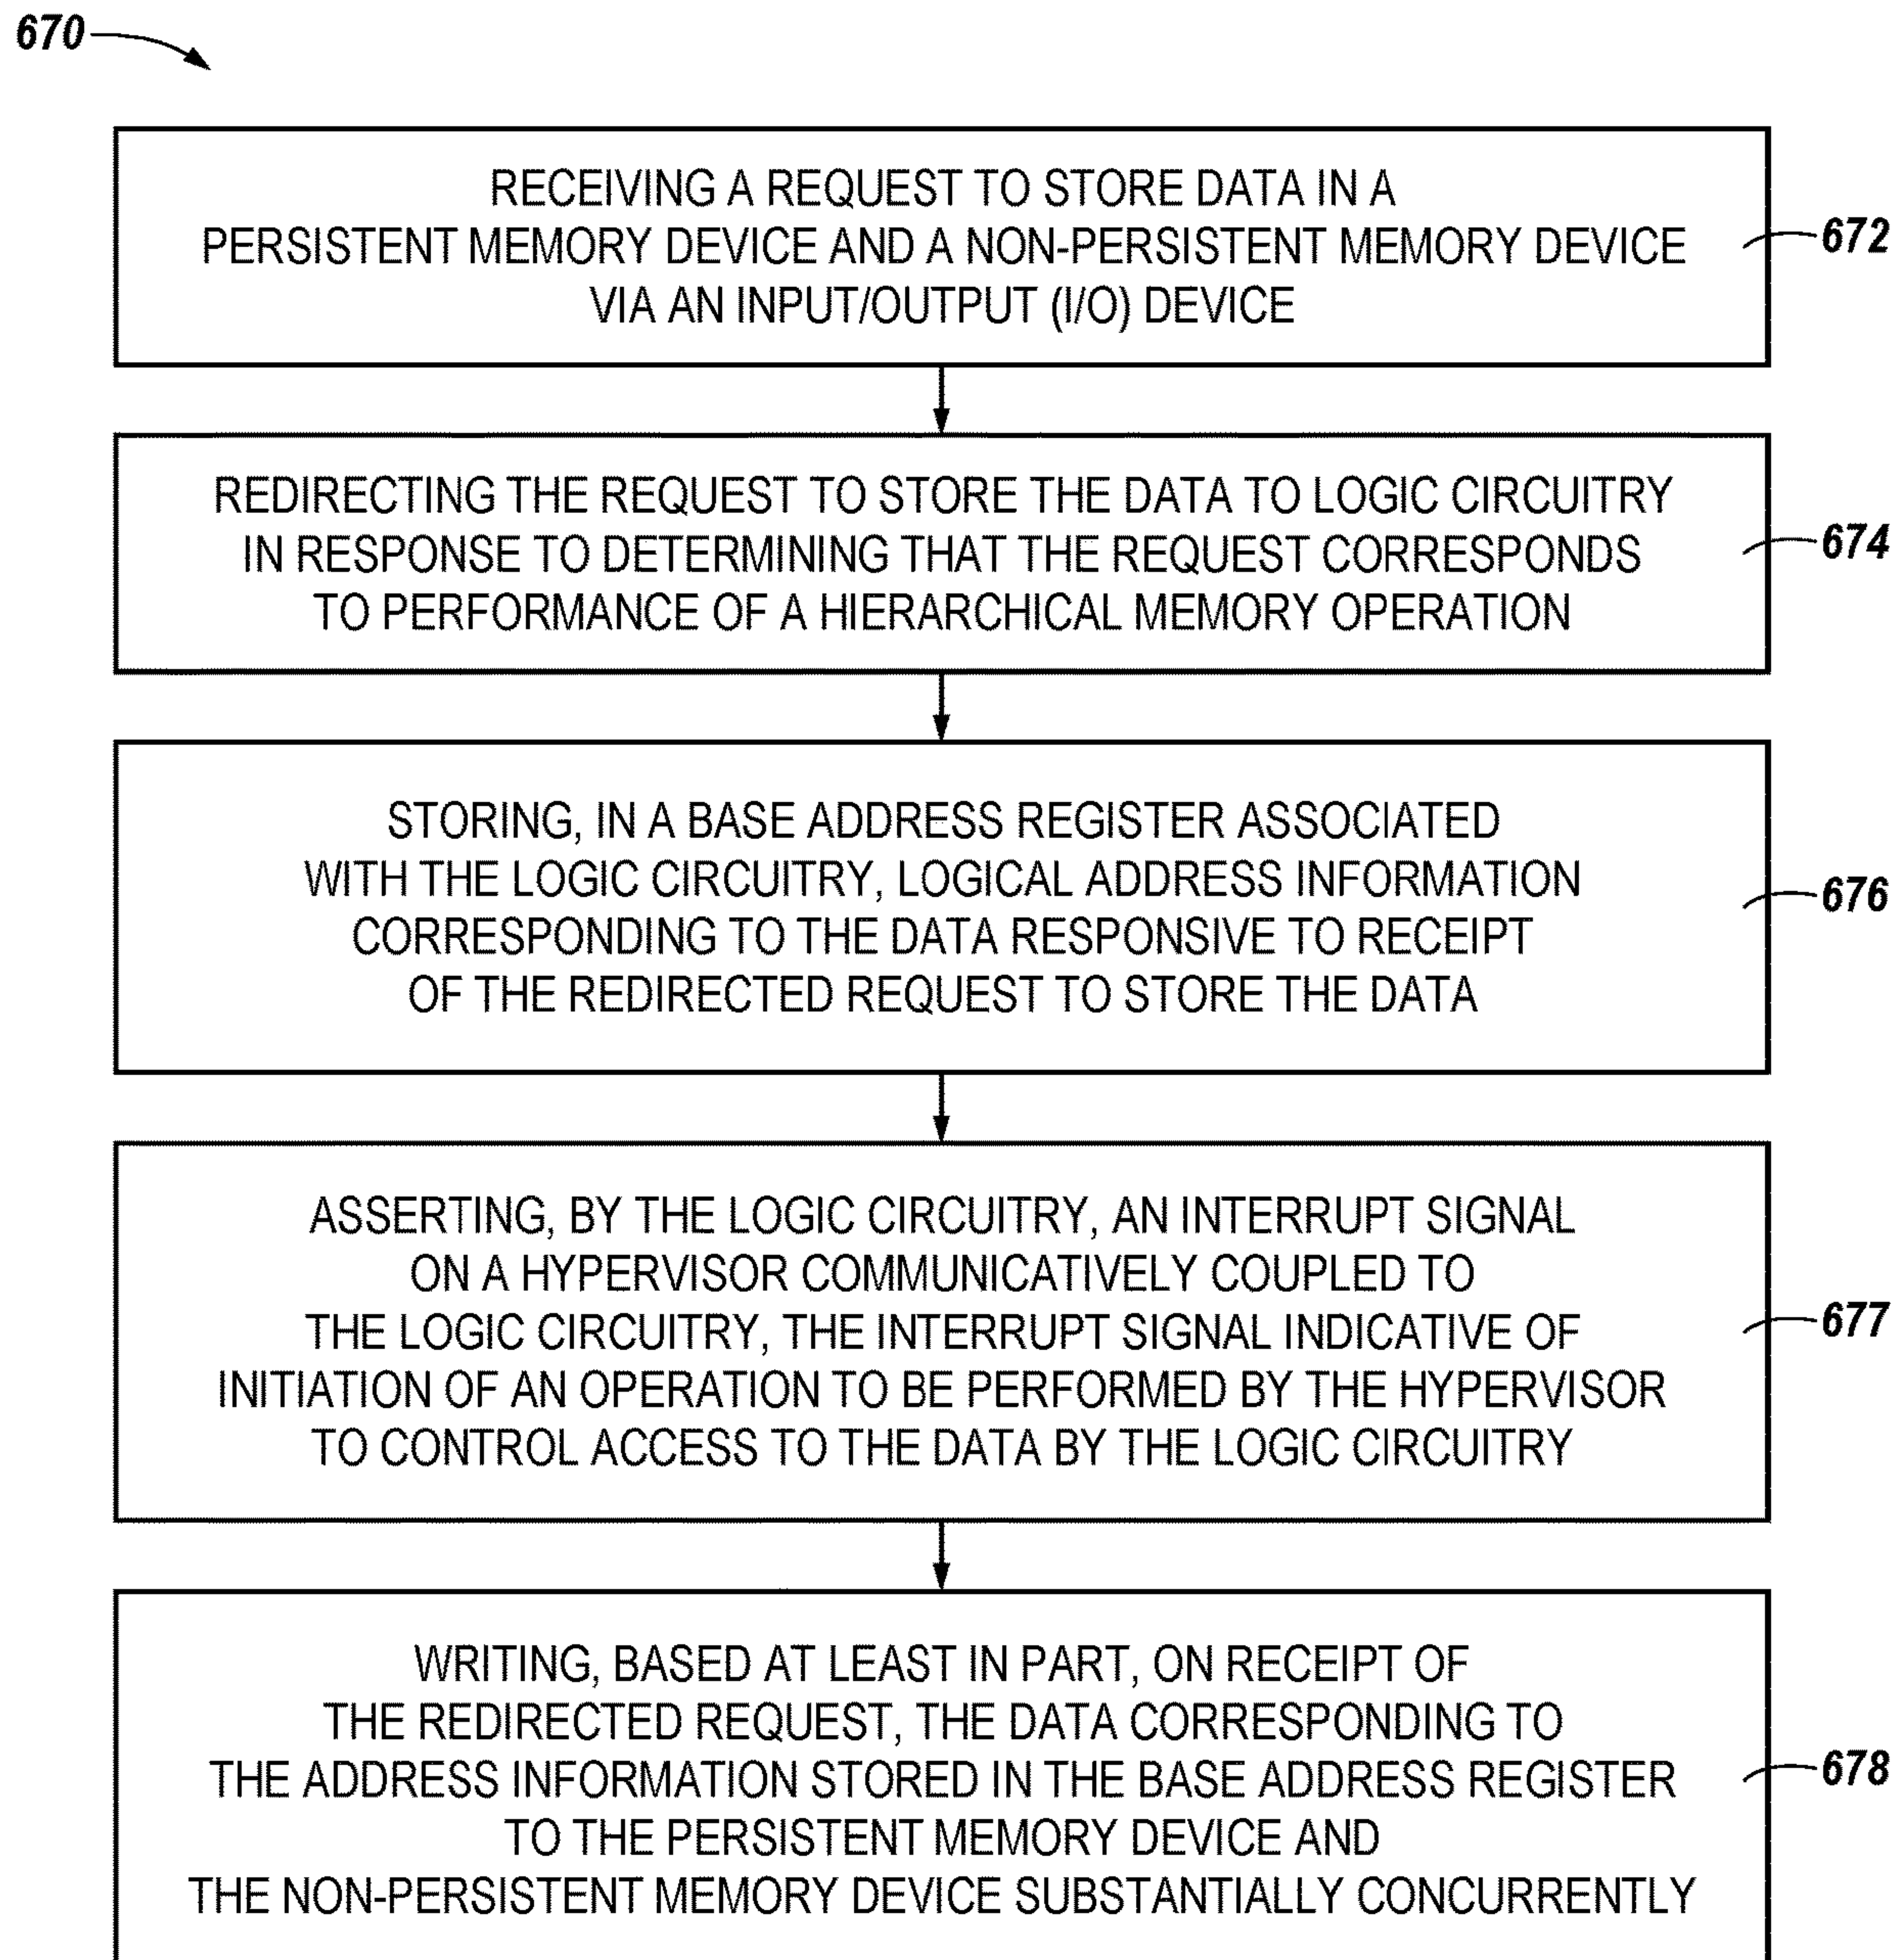 670
RECEIVING A REQUEST TO STORE DATA IN A
PERSISTENT MEMORY DEVICE AND A NON-PERSISTENT MEMORY DEVICE
VIA AN INPUT/OUTPUT (I/O) DEVICE
672
REDIRECTING THE REQUEST TO STORE THE DATA TO LOGIC CIRCUITRY
IN RESPONSE TO DETERMINING THAT THE REQUEST CORRESPONDS
TO PERFORMANCE OF A HIERARCHICAL MEMORY OPERATION
674
STORING, IN A BASE ADDRESS REGISTER ASSOCIATED
WITH THE LOGIC CIRCUITRY, LOGICAL ADDRESS INFORMATION
CORRESPONDING TO THE DATA RESPONSIVE TO RECEIPT
OF THE REDIRECTED REQUEST TO STORE THE DATA
676
ASSERTING, BY THE LOGIC CIRCUITRY, AN INTERRUPT SIGNAL
ON A HYPERVISOR COMMUNICATIVELY COUPLED TO
THE LOGIC CIRCUITRY, THE INTERRUPT SIGNAL INDICATIVE OF
INITIATION OF AN OPERATION TO BE PERFORMED BY THE HYPERVISOR
TO CONTROL ACCESS TO THE DATA BY THE LOGIC CIRCUITRY
677
WRITING, BASED AT LEAST IN PART, ON RECEIPT OF
THE REDIRECTED REQUEST, THE DATA CORRESPONDING TO
THE ADDRESS INFORMATION STORED IN THE BASE ADDRESS REGISTER
TO THE PERSISTENT MEMORY DEVICE AND
THE NON-PERSISTENT MEMORY DEVICE SUBSTANTIALLY CONCURRENTLY
678